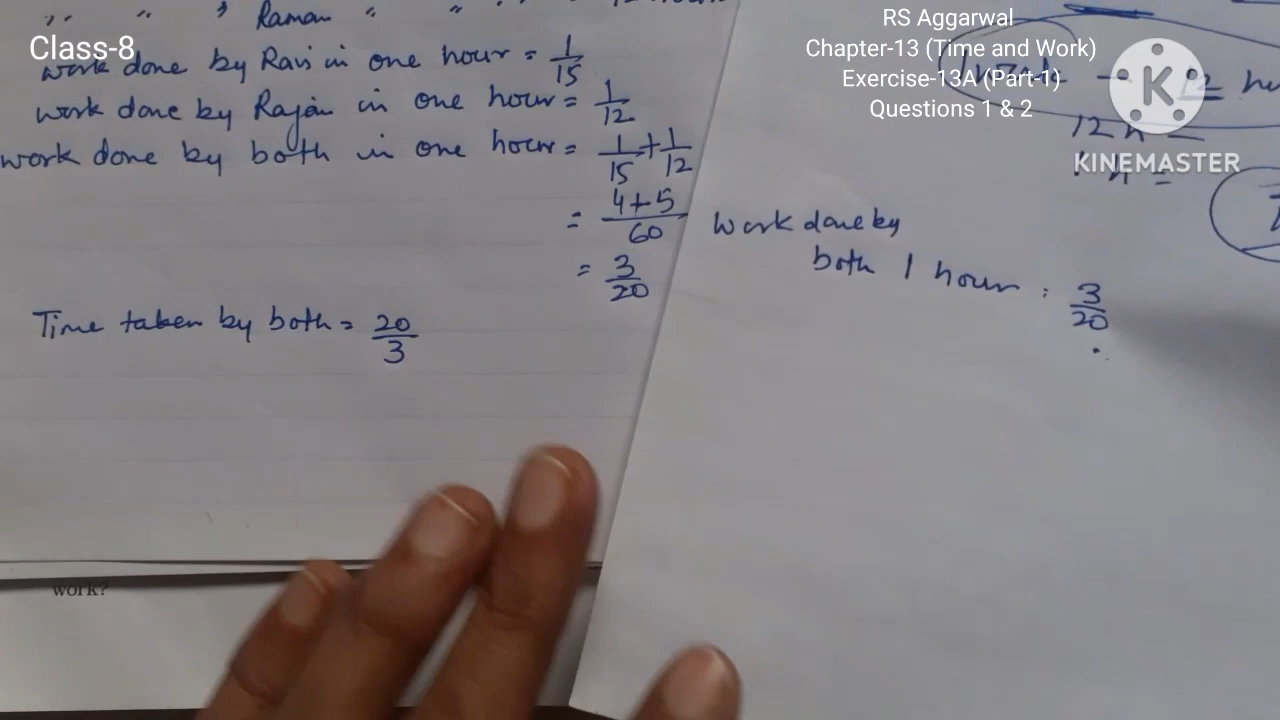 ,, " , Raman " "
Class-8
work done by Ravi in one hour = 1/15
work done by Rajan in one hour = 1/12
work done by both in one hour = 1/15 + 1/12
= 4+5/60
= 3/20
Time taken by both = 20/3
work?
RS Aggarwal
Chapter-13 (Time and Work)
Exercise-13A (Part-1)
Questions 1 & 2
K
KINEMASTER
Work done by
both 1 hour : 3/20